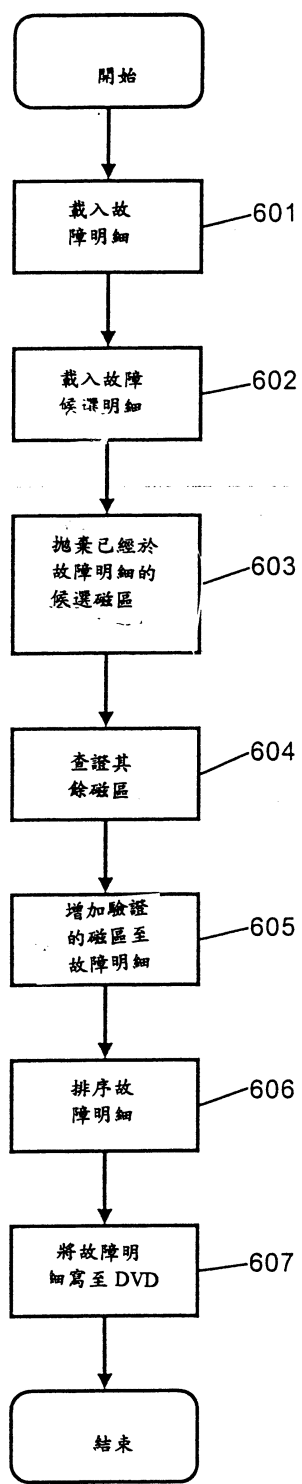 開始
載入故
障明細
601
載入故障
候選明細
602
拋棄已經於
故障明細的
候選磁區
603
查證其
餘磁區
604
增加驗證
的磁區至
故障明細
605
排序故
障明細
606
將故障明
細寫至 DVD
607
結束